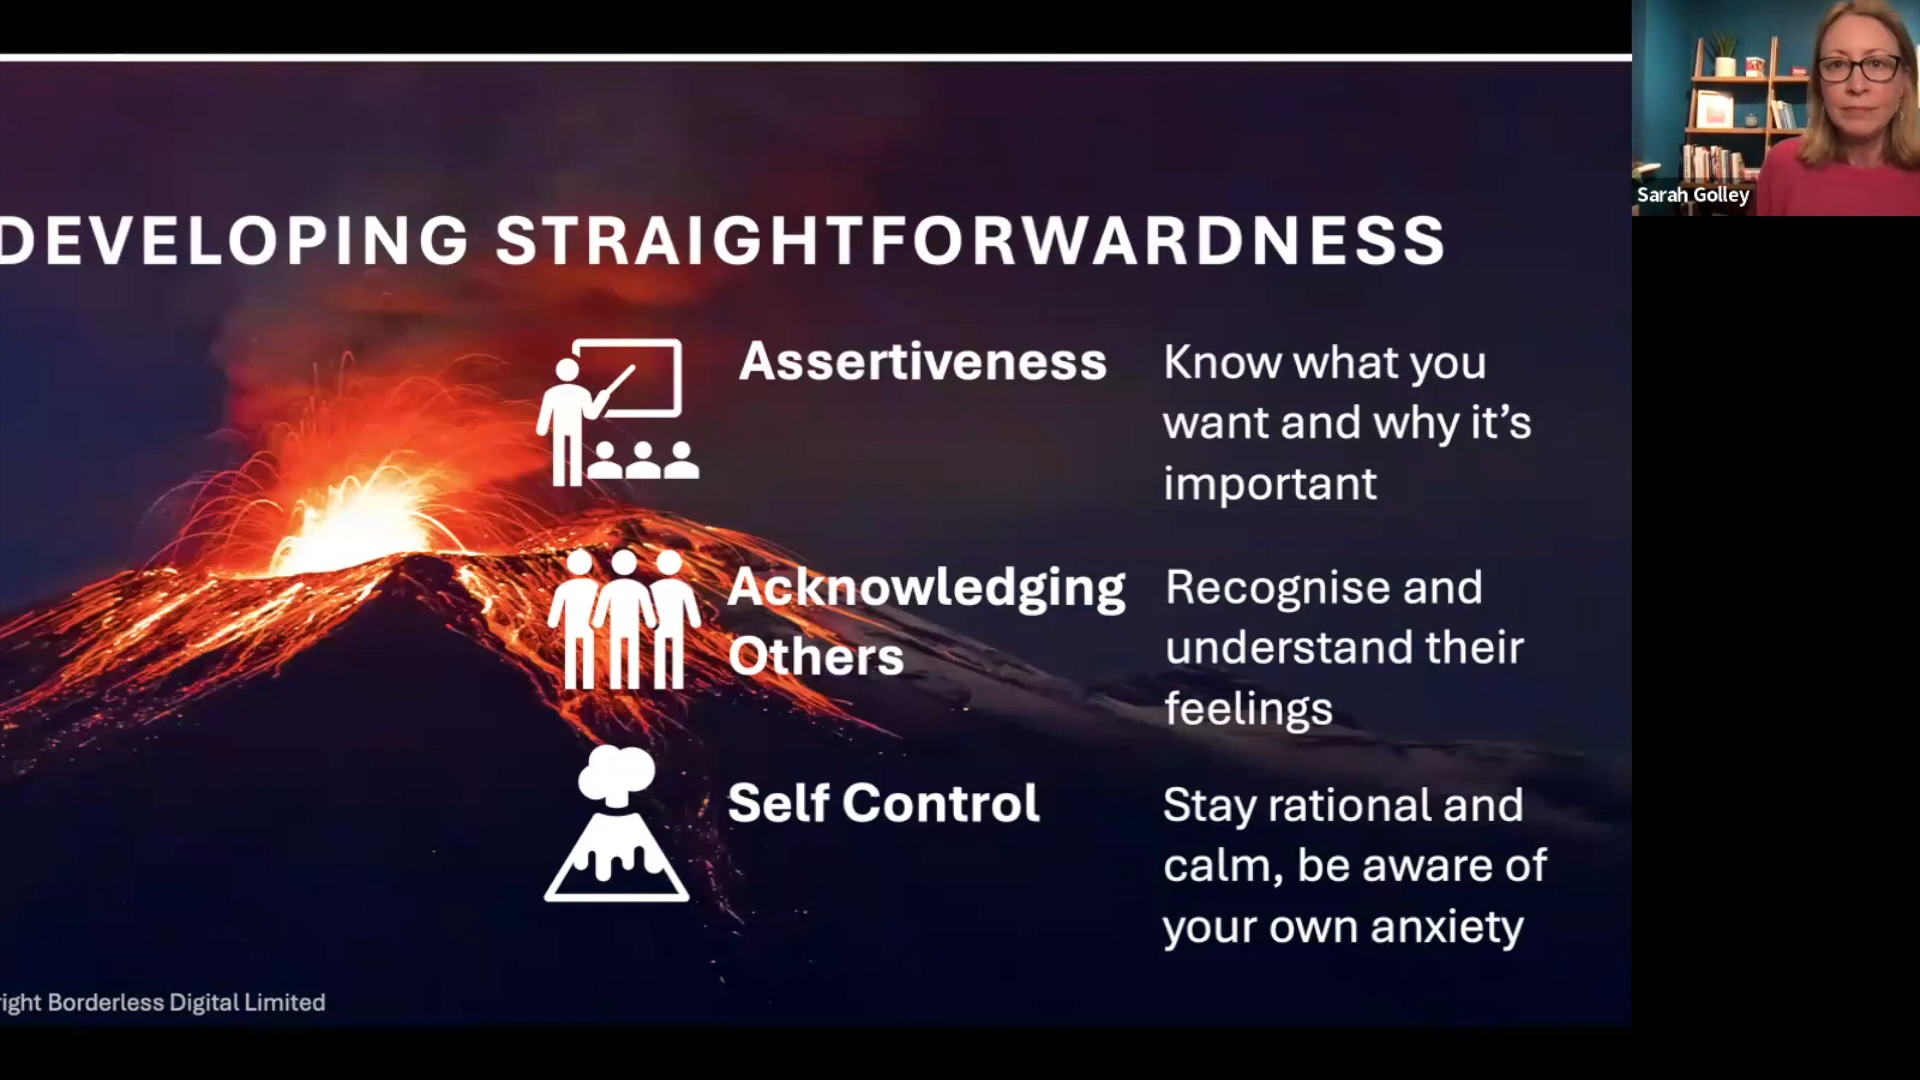 Sarah Golley
DEVELOPING STRAIGHTFORWARDNESS
Assertiveness
Know what you
want and why it's
important
Acknowledging
Others
Recognise and
understand their
feelings
Self Control
Stay rational and
calm, be aware of
your own anxiety
Borderless Digital Limited